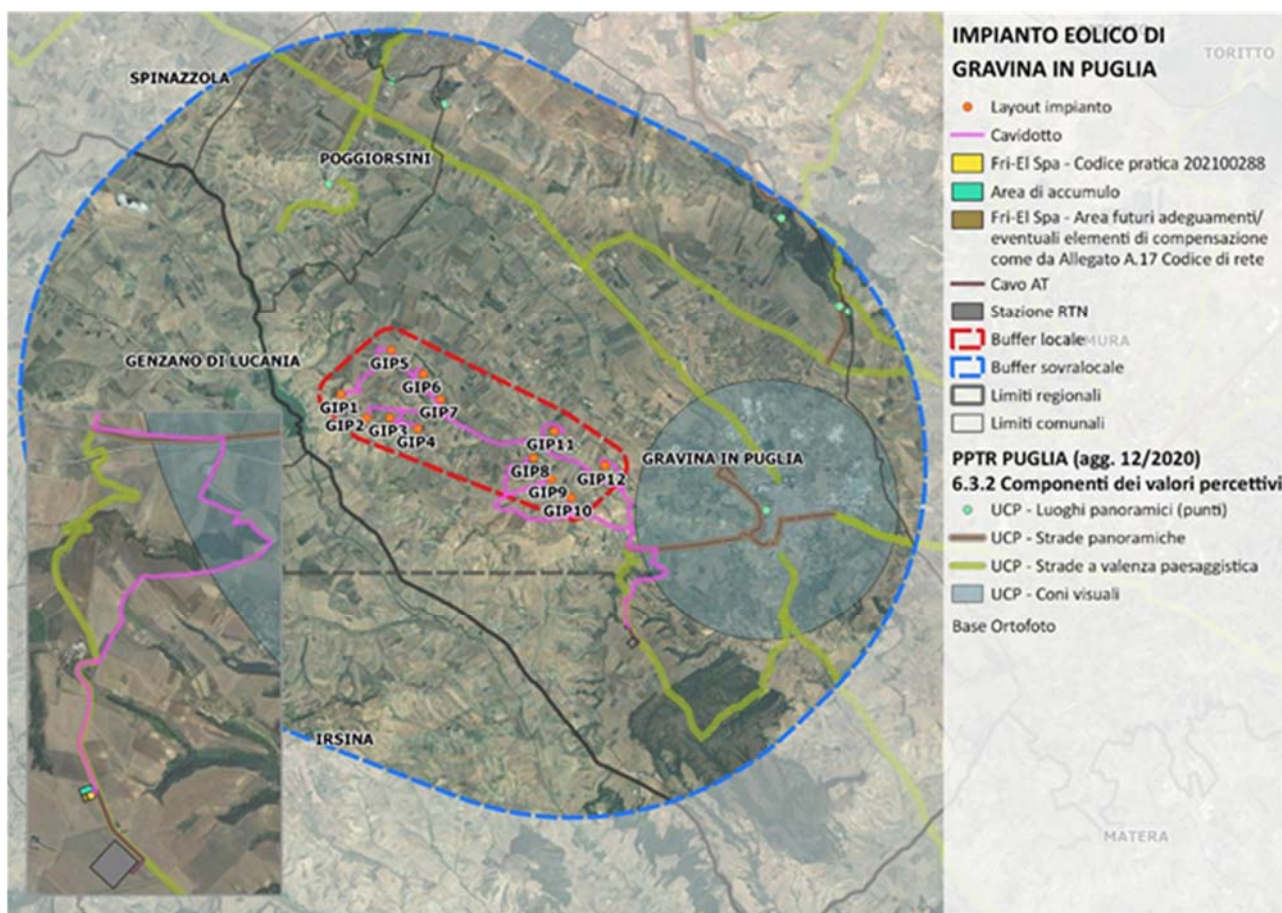 SPINAZZOLA
POGGIORSINI
GENZANO DI LUCANIA
GIP5
GIP6
GIP1
GIP7
GIP2
GIP3
GIP4
GIP11
GIP8
GRAVINA IN PUGLIA
GIP12
GIP9
GIP10
IRSINA
IMPIANTO EOLICO DI
GRAVINA IN PUGLIA
TORITTO
Layout impianto
Cavidotto
Fri-El Spa - Codice pratica 202100288
Area di accumulo
Fri-El Spa - Area futuri adeguamenti/
eventuali elementi di compensazione
come da Allegato A.17 Codice di rete
Cavo AT
Stazione RTN
Buffer locale
MURA
Buffer sovralocale
Limiti regionali
Limiti comunali
PPTR PUGLIA (agg. 12/2020)
6.3.2 Componenti dei valori percettivi
UCP - Luoghi panoramici (punti)
UCP - Strade panoramiche
UCP - Strade a valenza paesaggistica
UCP - Coni visuali
Base Ortofoto
MATERA